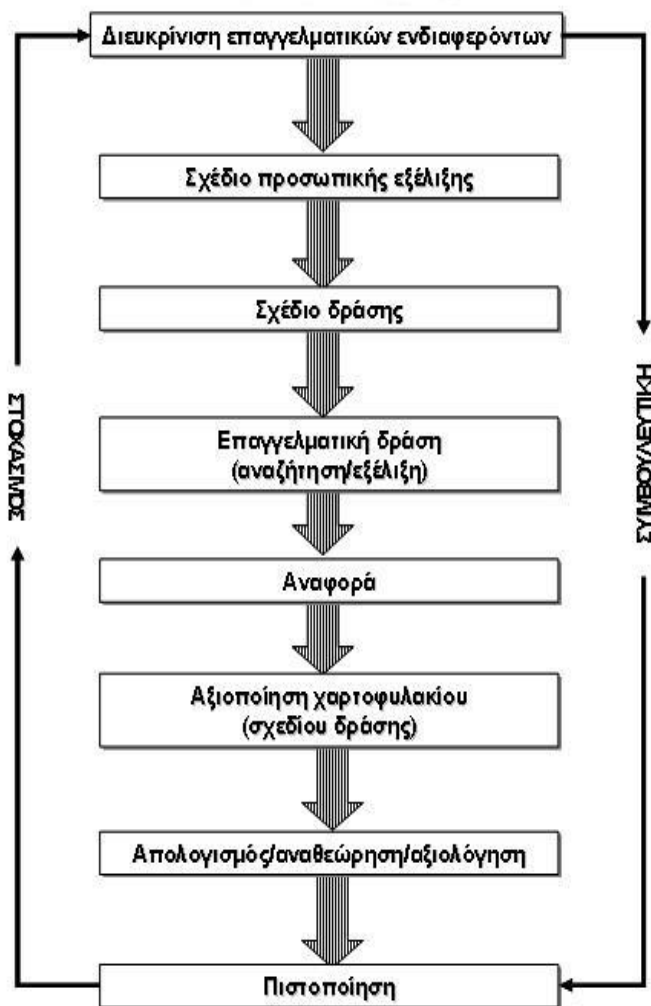 Διευκρίνιση επαγγελματικών ενδιαφερόντων
Σχέδιο προσωπικής εξέλιξης
Σχέδιο δράσης
ΣΤΟΧΑΣΜΟΣ
ΣΥΜΒΟΥΛΕΥΤΙΚΗ
Επαγγελματική δράση
(αναζήτηση/εξέλιξη)
Αναφορά
Αξιοποίηση χαρτοφυλακίου
(σχεδίου δράσης)
Απολογισμός/αναθεώρηση/αξιολόγηση
Πιστοποίηση